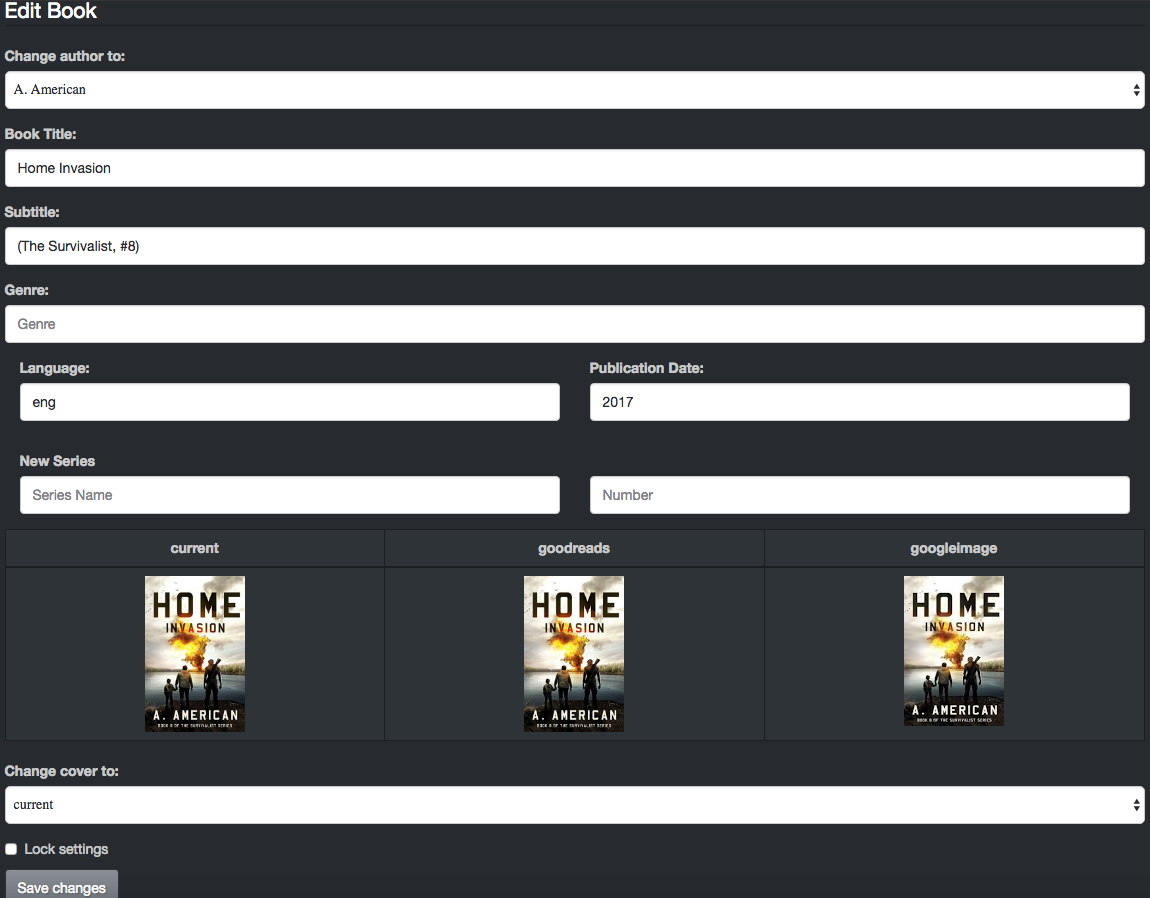 Edit Book
Change author to:
A. American
Book Title:
Home Invasion
Subtitle:
(The Survivalist, #8)
Genre:
Genre
Language: Publication Date:
eng 2017
New Series
Series Name Number
current goodreads googleimage
HOME HOME HOME
INVASION INVASION INVASION
A. AMERICAN A. AMERICAN A. AMERICAN
BOOK 8 OF THE SURVIVALIST SERIES BOOK 8 OF THE SURVIVALIST SERIES BOOK 8 OF THE SURVIVALIST SERIES
Change cover to:
current
Lock settings
Save changes